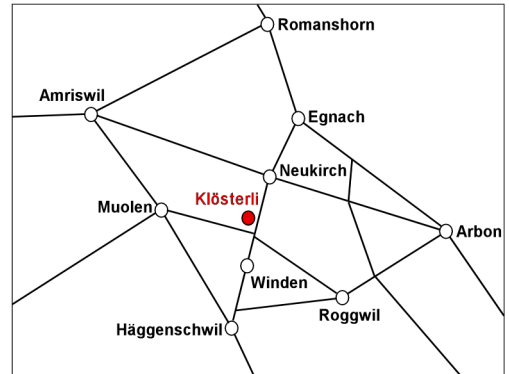 Romanshorn
Amriswil
Egnach
Neukirch
Klösterli
Muolen
Arbon
Winden
Roggwil
Häggenschwil